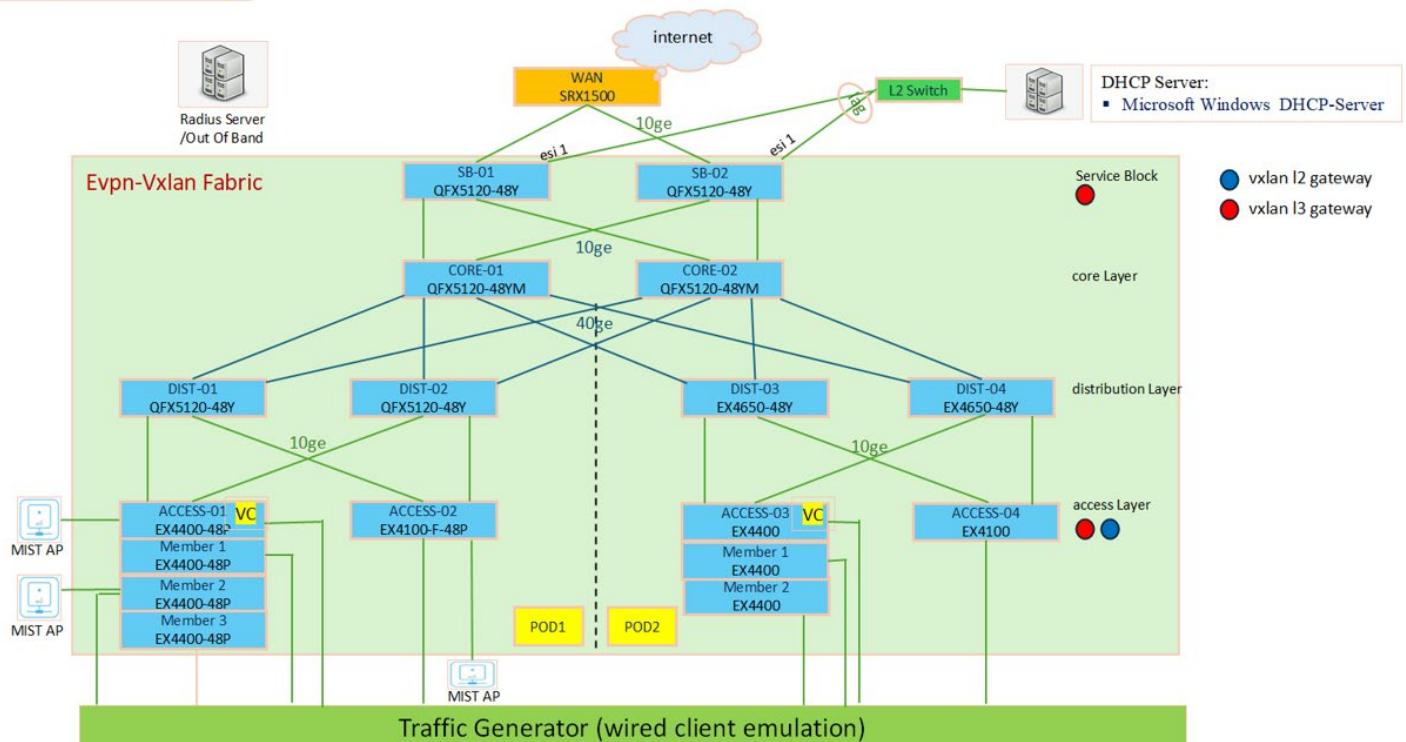 internet
WAN
SRX1500
L2 Switch
lag
DHCP Server:
▪ Microsoft Windows DHCP-Server
Radius Server
/Out Of Band
10ge
esi 1
esi 1
Evpn-Vxlan Fabric
SB-01
QFX5120-48Y
SB-02
QFX5120-48Y
Service Block
vxlan l2 gateway
vxlan l3 gateway
10ge
CORE-01
QFX5120-48YM
CORE-02
QFX5120-48YM
core Layer
40ge
DIST-01
QFX5120-48Y
DIST-02
QFX5120-48Y
DIST-03
EX4650-48Y
DIST-04
EX4650-48Y
distribution Layer
10ge
10ge
ACCESS-01
EX4400-48P
VC
Member 1
EX4400-48P
Member 2
EX4400-48P
Member 3
EX4400-48P
ACCESS-02
EX4100-F-48P
ACCESS-03
EX4400
VC
Member 1
EX4400
Member 2
EX4400
ACCESS-04
EX4100
access Layer
MIST AP
MIST AP
POD1
POD2
MIST AP
Traffic Generator (wired client emulation)